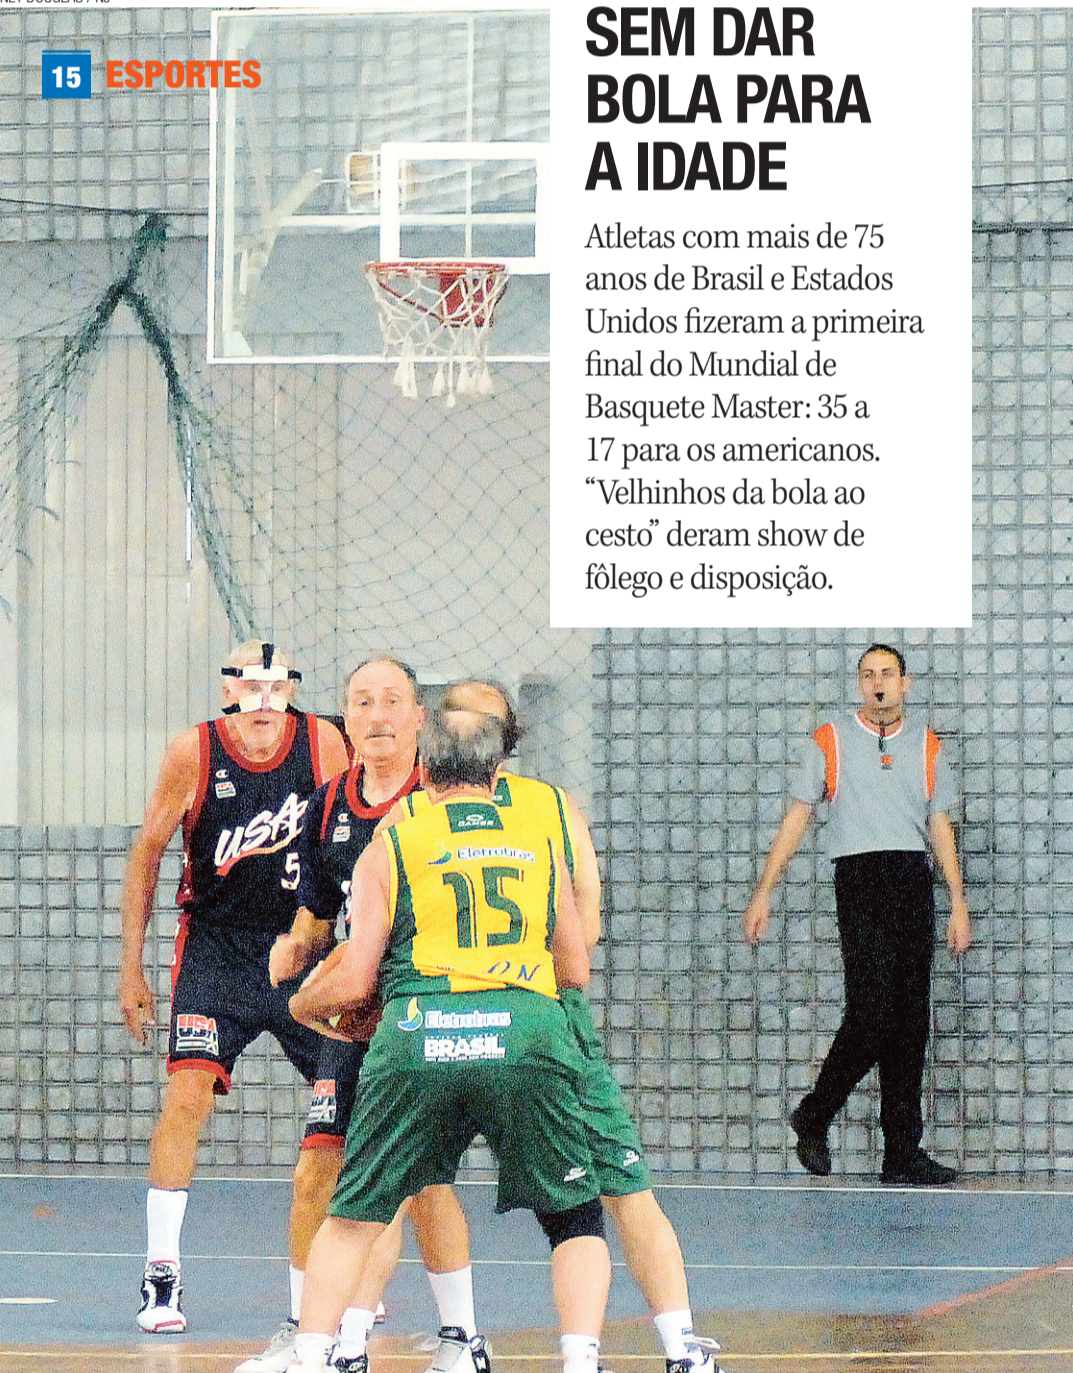 15 ESPORTES
SEM DAR
BOLA PARA
A IDADE
Atletas com mais de 75
anos de Brasil e Estados
Unidos fizeram a primeira
final do Mundial de
Basquete Master: 35 a
17 para os americanos.
“Velhinhos da bola ao
cesto” deram show de
fôlego e disposição.
USA
5
Eletrobras
15
Eletrobras
BRASIL
USA